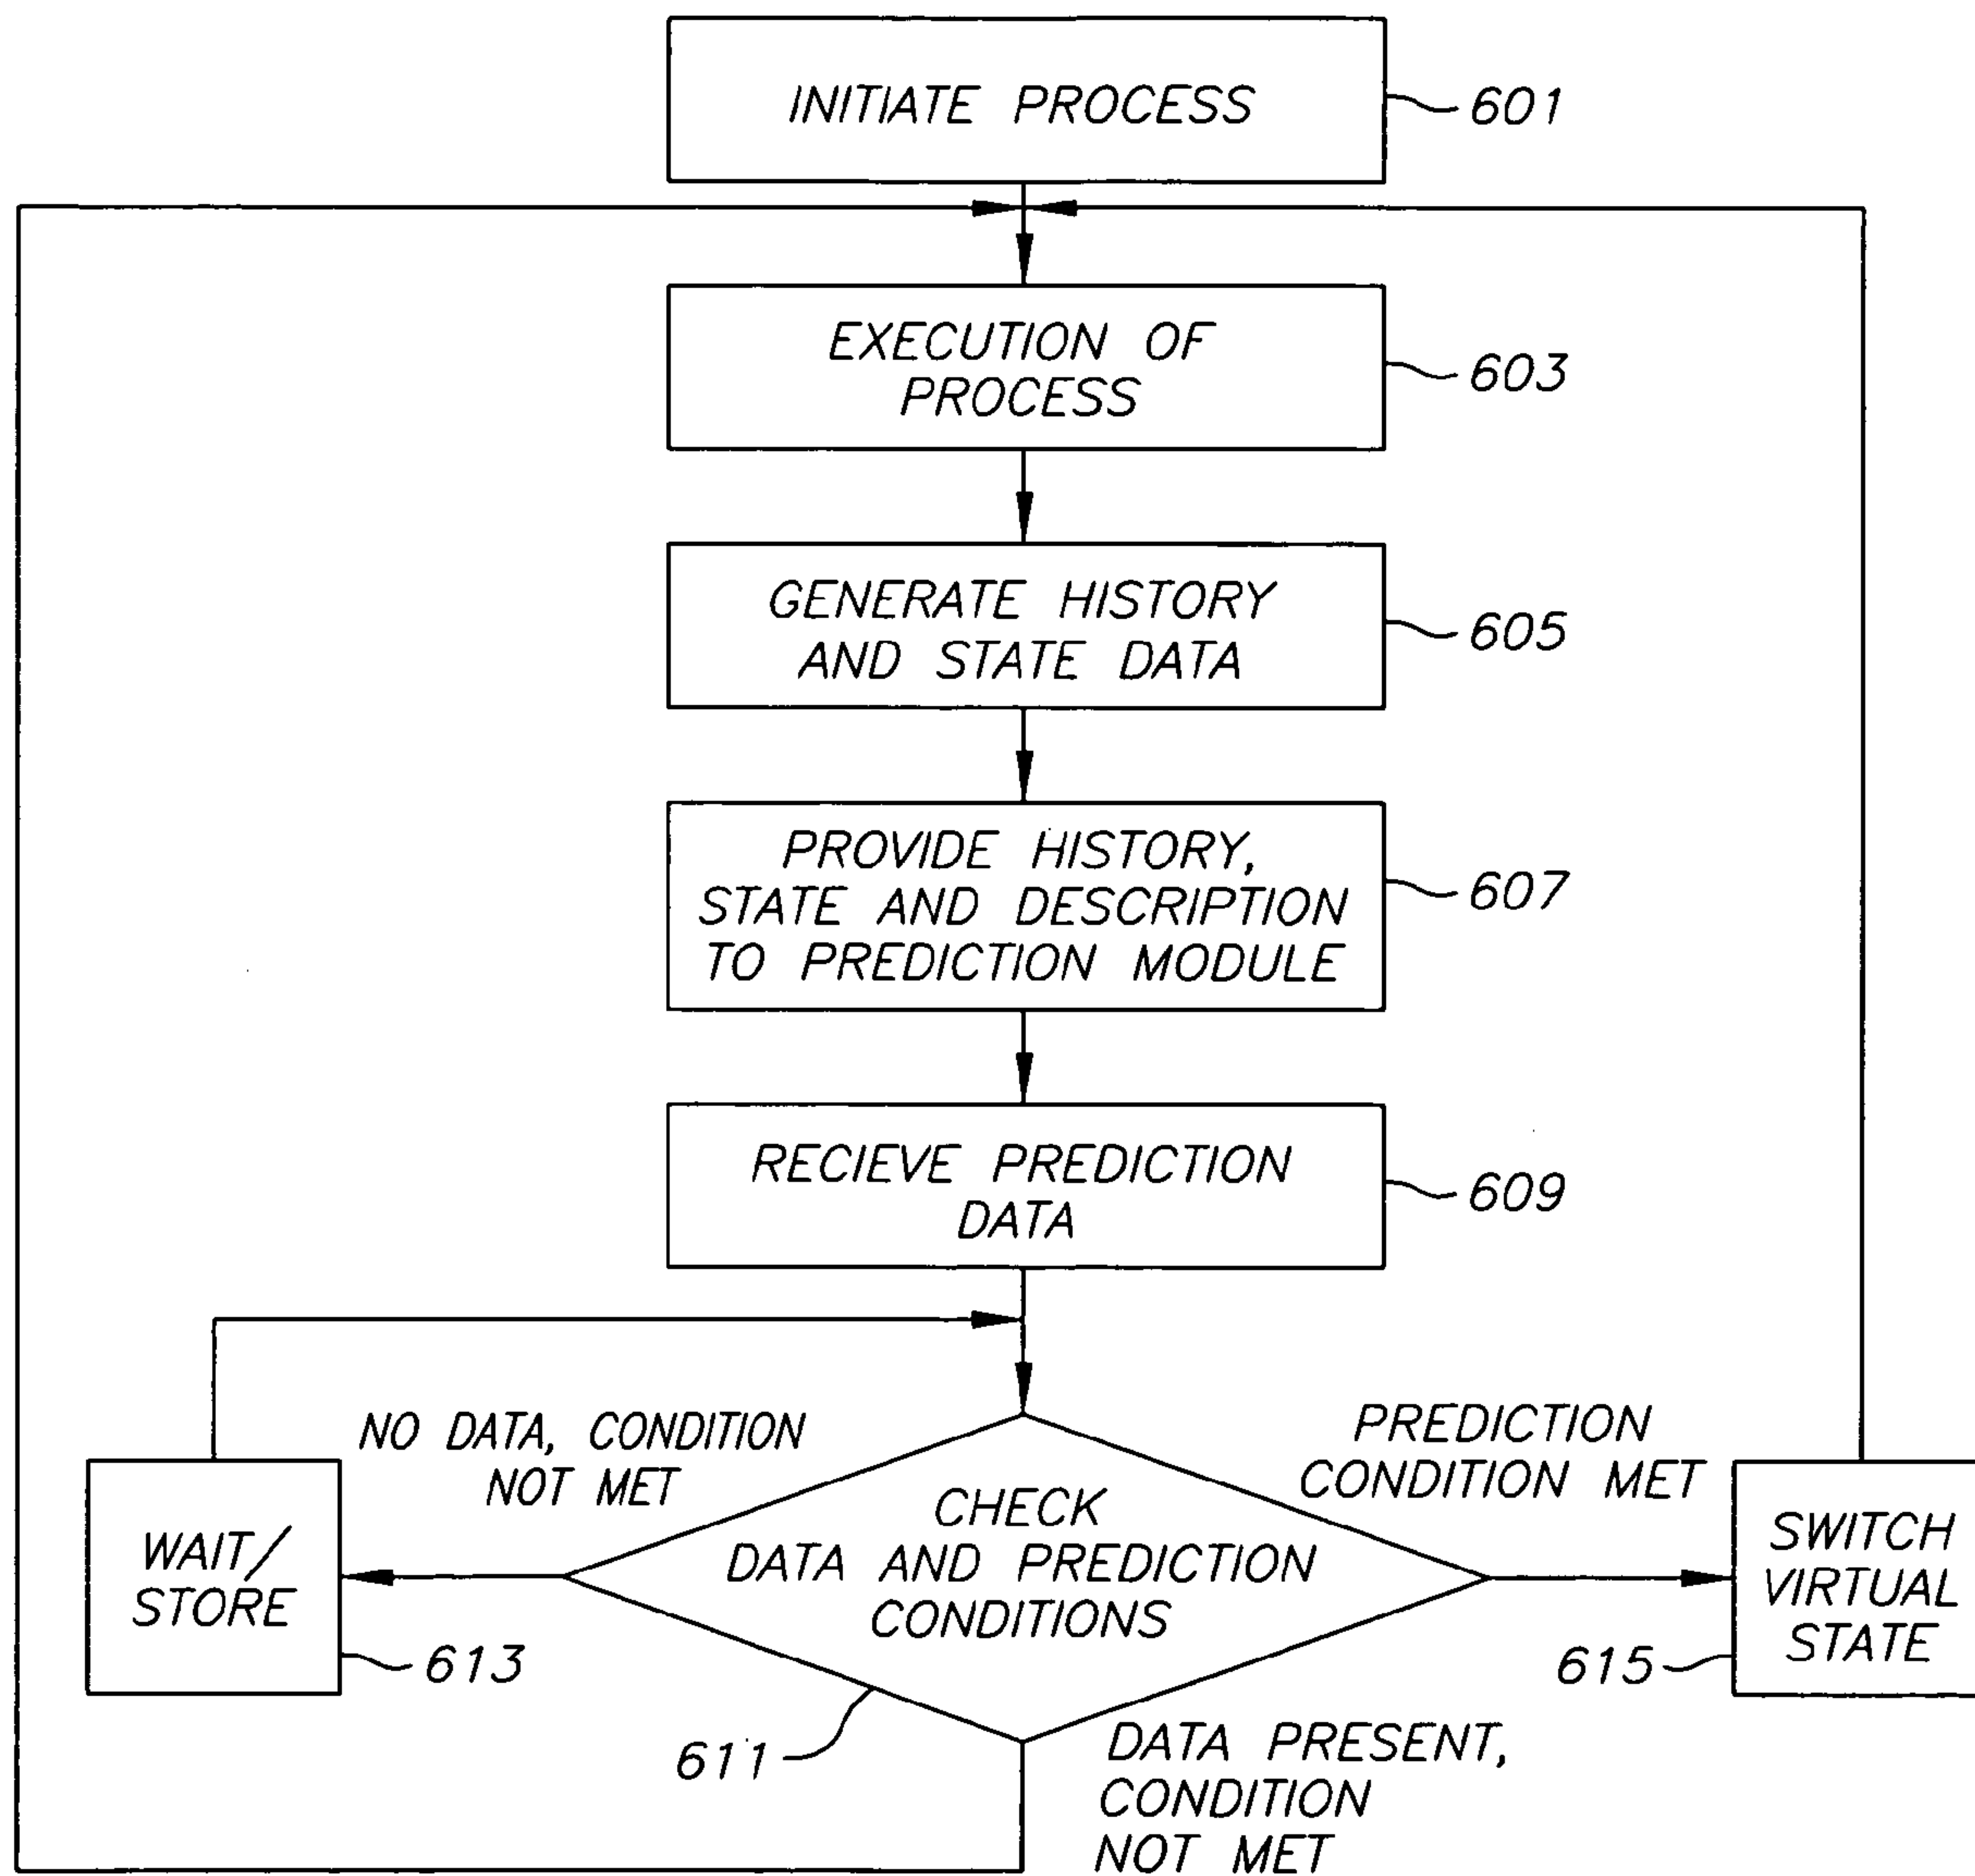 INITIATE PROCESS
601
EXECUTION OF
PROCESS
603
GENERATE HISTORY
AND STATE DATA
605
PROVIDE HISTORY,
STATE AND DESCRIPTION
TO PREDICTION MODULE
607
RECIEVE PREDICTION
DATA
609
NO DATA, CONDITION
NOT MET
PREDICTION
CONDITION MET
WAIT/
STORE
613
CHECK
DATA AND PREDICTION
CONDITIONS
611
SWITCH
VIRTUAL
STATE
615
DATA PRESENT,
CONDITION
NOT MET